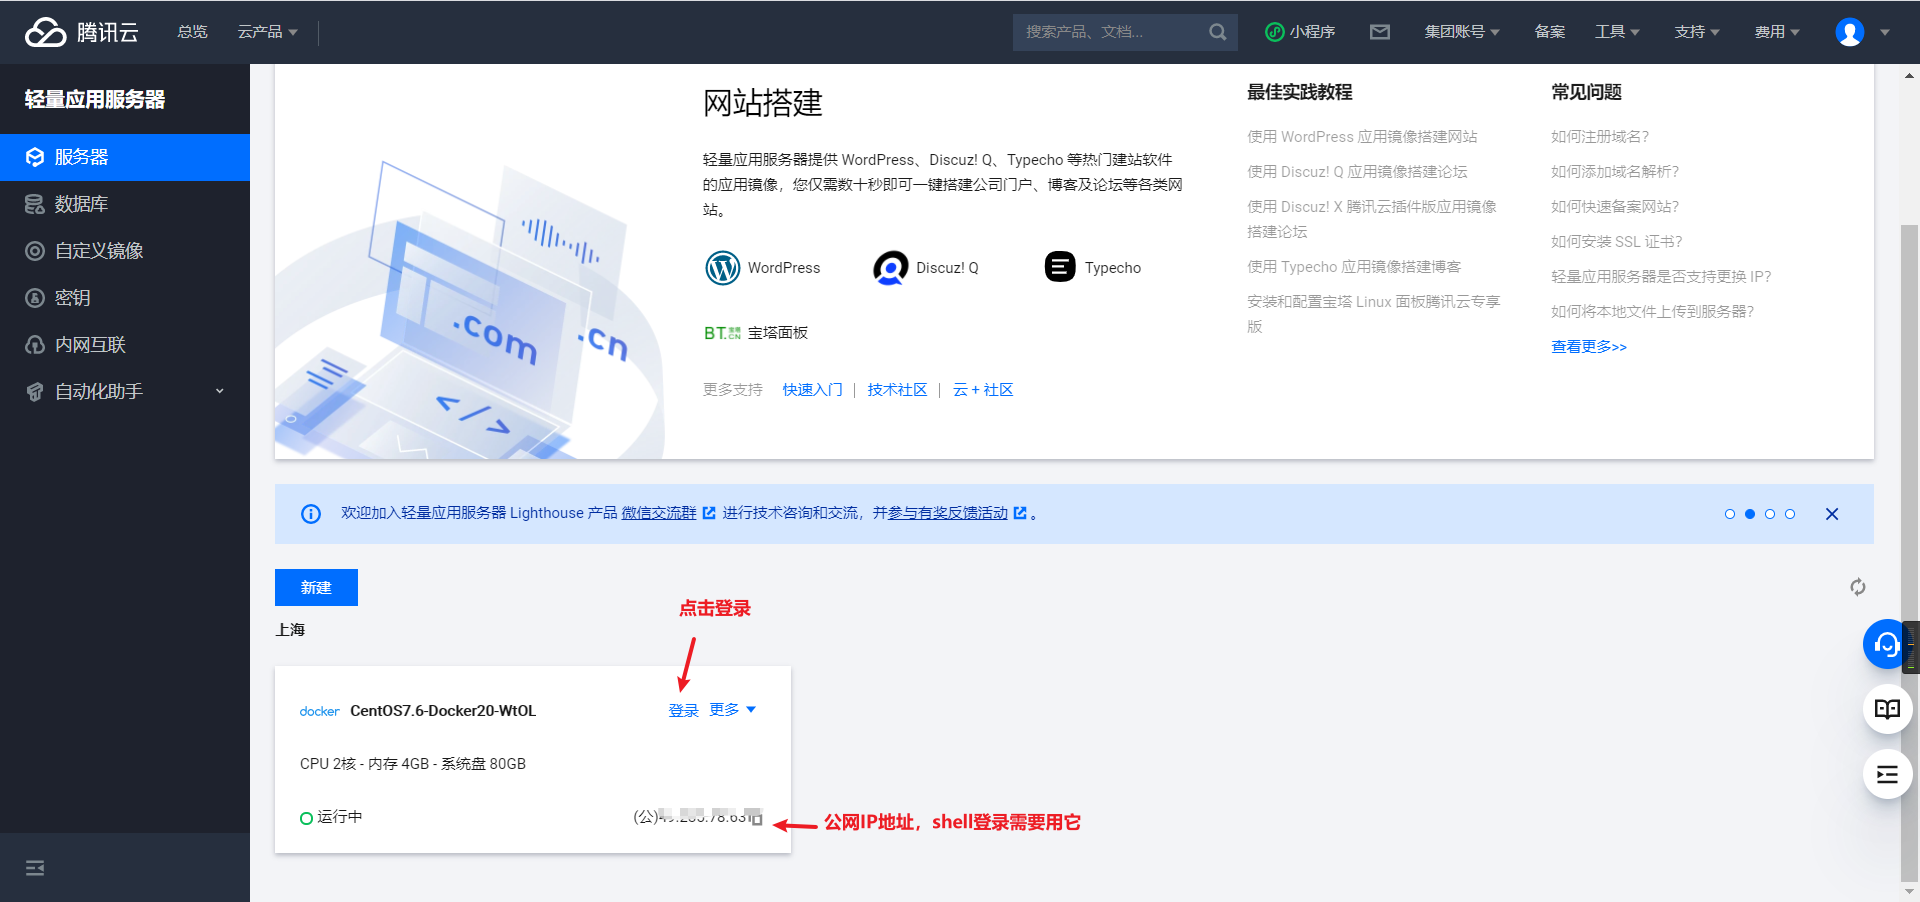 腾讯云
总览
云产品
搜索产品、文档...
小程序
集团账号
备案
工具
支持
费用
轻量应用服务器
服务器
数据库
自定义镜像
密钥
内网互联
自动化助手
.com
.cn
</>
网站搭建
轻量应用服务器提供 WordPress、Discuz! Q、Typecho 等热门建站软件
的应用镜像，您仅需数十秒即可一键搭建公司门户、博客及论坛等各类网
站。
WordPress
Discuz! Q
Typecho
BT.CN 宝塔面板
更多支持 快速入门 | 技术社区 | 云 + 社区
最佳实践教程
使用 WordPress 应用镜像搭建网站
使用 Discuz! Q 应用镜像搭建论坛
使用 Discuz! X 腾讯云插件版应用镜像
搭建论坛
使用 Typecho 应用镜像搭建博客
安装和配置宝塔 Linux 面板腾讯云专享
版
常见问题
如何注册域名？
如何添加域名解析？
如何快速备案网站？
如何安装 SSL 证书？
轻量应用服务器是否支持更换 IP？
如何将本地文件上传到服务器？
查看更多>>
欢迎加入轻量应用服务器 Lighthouse 产品 微信交流群 进行技术咨询和交流，并参与有奖反馈活动 。
新建
点击登录
上海
docker CentOS7.6-Docker20-WtOL
登录 更多
CPU 2核 - 内存 4GB - 系统盘 80GB
运行中
(公)
公网IP地址，shell登录需要用它